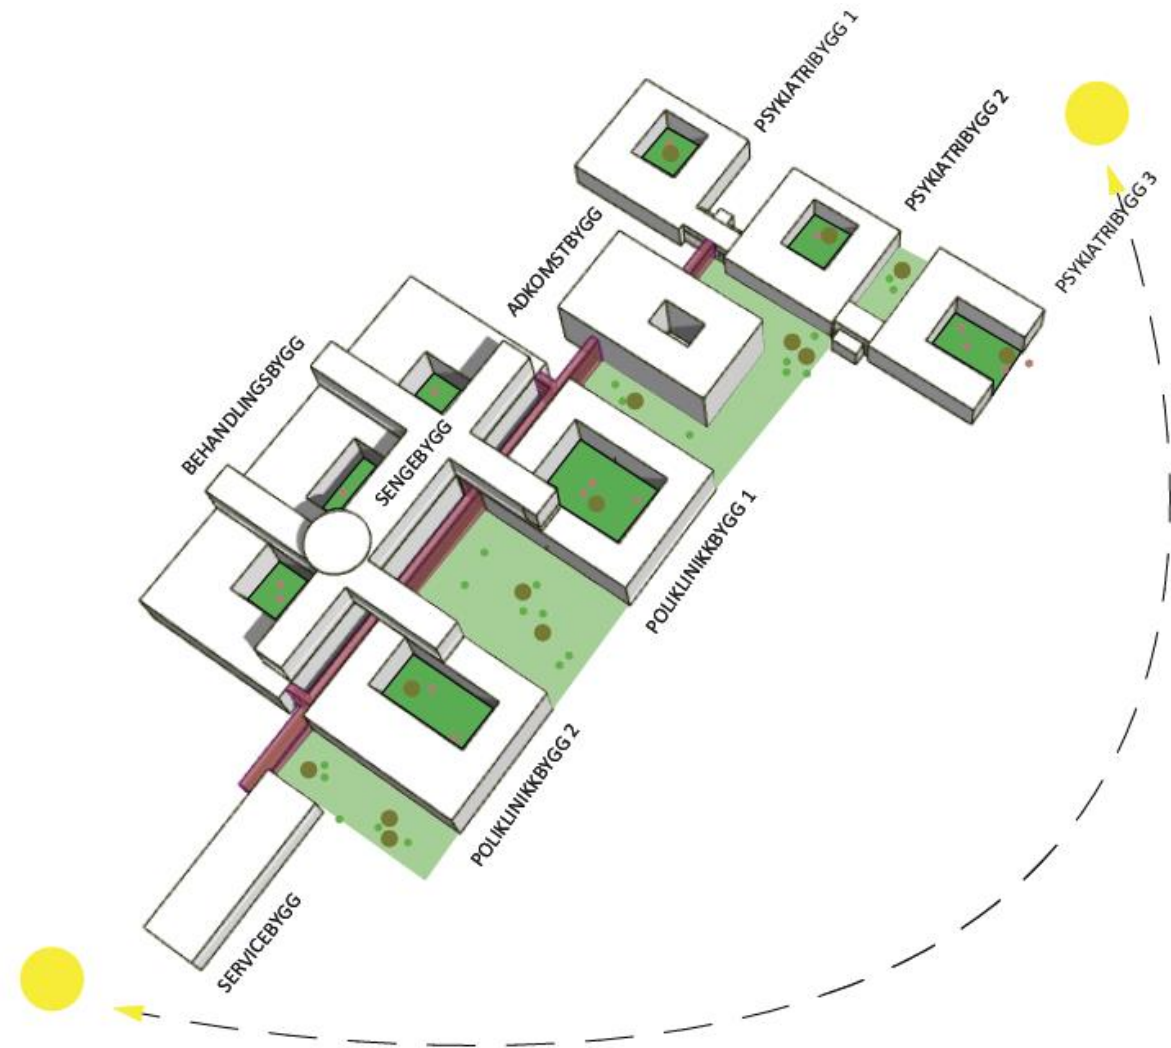 PSYKIATRIBYGG 1
PSYKIATRIBYGG 2
PSYKIATRIBYGG 3
ADKOMSTBYGG
BEHANDLINGSBYGG
SENGEBYGG
POLIKLINIKKBYGG 1
POLIKLINIKKBYGG 2
SERVICEBYGG